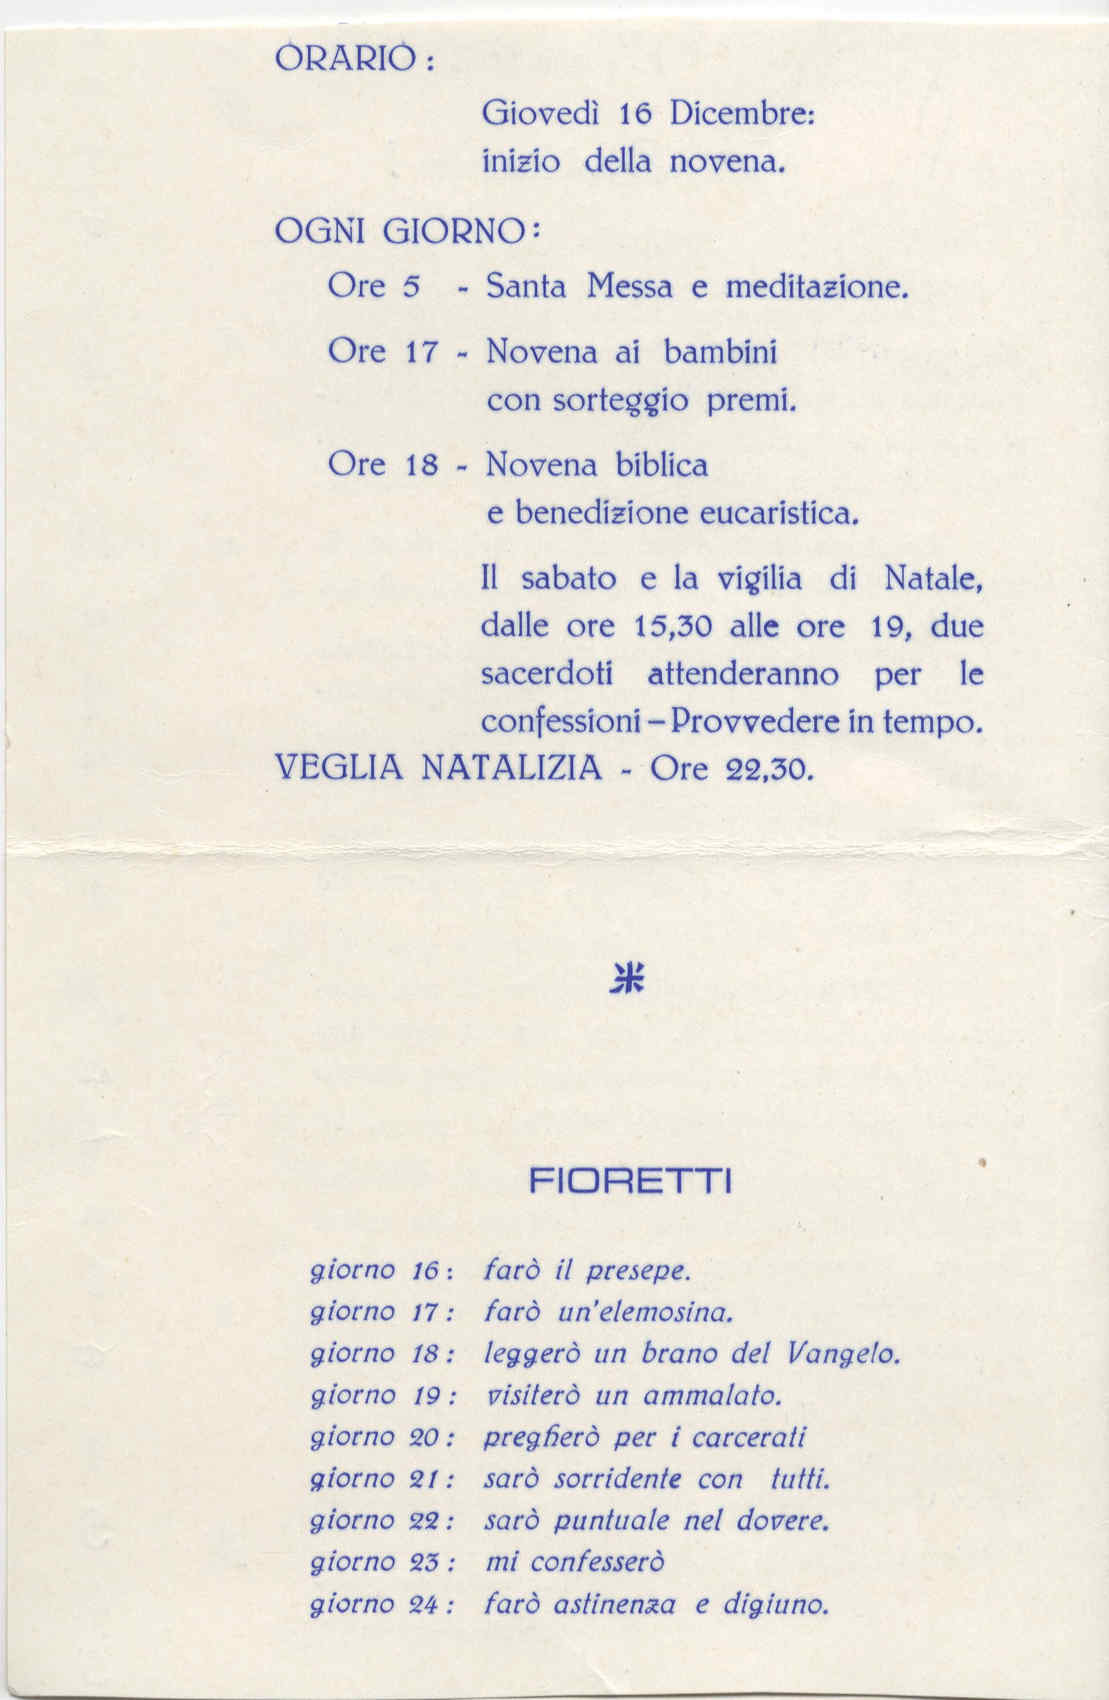 ORARIO:
Giovedì 16 Dicembre:
inizio della novena.
OGNI GIORNO:
Ore 5 - Santa Messa e meditazione.
Ore 17 - Novena ai bambini
con sorteggio premi.
Ore 18 - Novena biblica
e benedizione eucaristica.
Il sabato e la vigilia di Natale,
dalle ore 15,30 alle ore 19, due
sacerdoti attenderanno per le
confessioni – Provvedere in tempo.
VEGLIA NATALIZIA - Ore 22,30.
FIORETTI
giorno 16: farò il presepe.
giorno 17: farò un'elemosina.
giorno 18: leggerò un brano del Vangelo.
giorno 19: visiterò un ammalato.
giorno 20: pregherò per i carcerati
giorno 21: sarò sorridente con tutti.
giorno 22: sarò puntuale nel dovere.
giorno 23: mi confesserò
giorno 24: farò astinenza e digiuno.